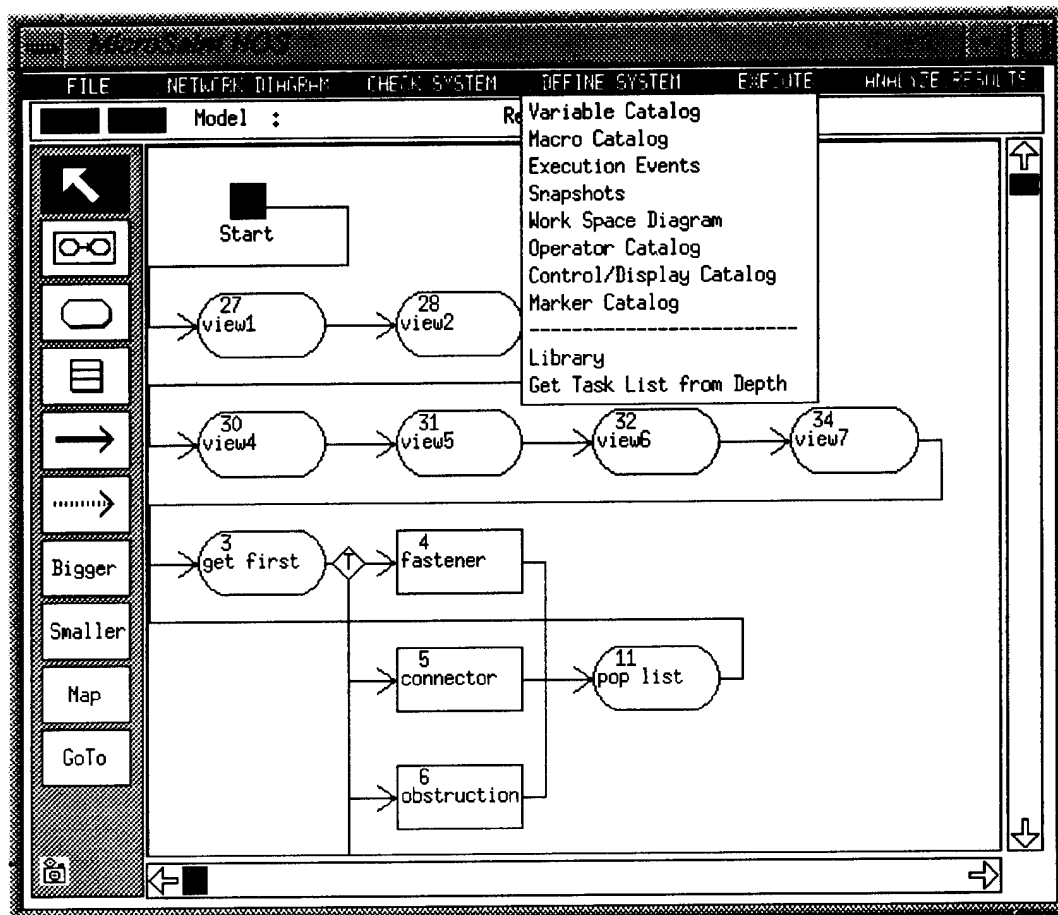 MicroSaint HOS
FILE NETWORK DIAGRAM CHECK SYSTEM DEFINE SYSTEM EXECUTE ANALYZE RESULTS
Model :
Re
Variable Catalog
Macro Catalog
Execution Events
Snapshots
Work Space Diagram
Operator Catalog
Control/Display Catalog
Marker Catalog
---------------------------
Library
Get Task List from Depth
Start
27
view1
28
view2
30
view4
31
view5
32
view6
34
view7
3
get first
T
4
fastener
5
connector
11
pop list
6
obstruction
Bigger
Smaller
Map
GoTo